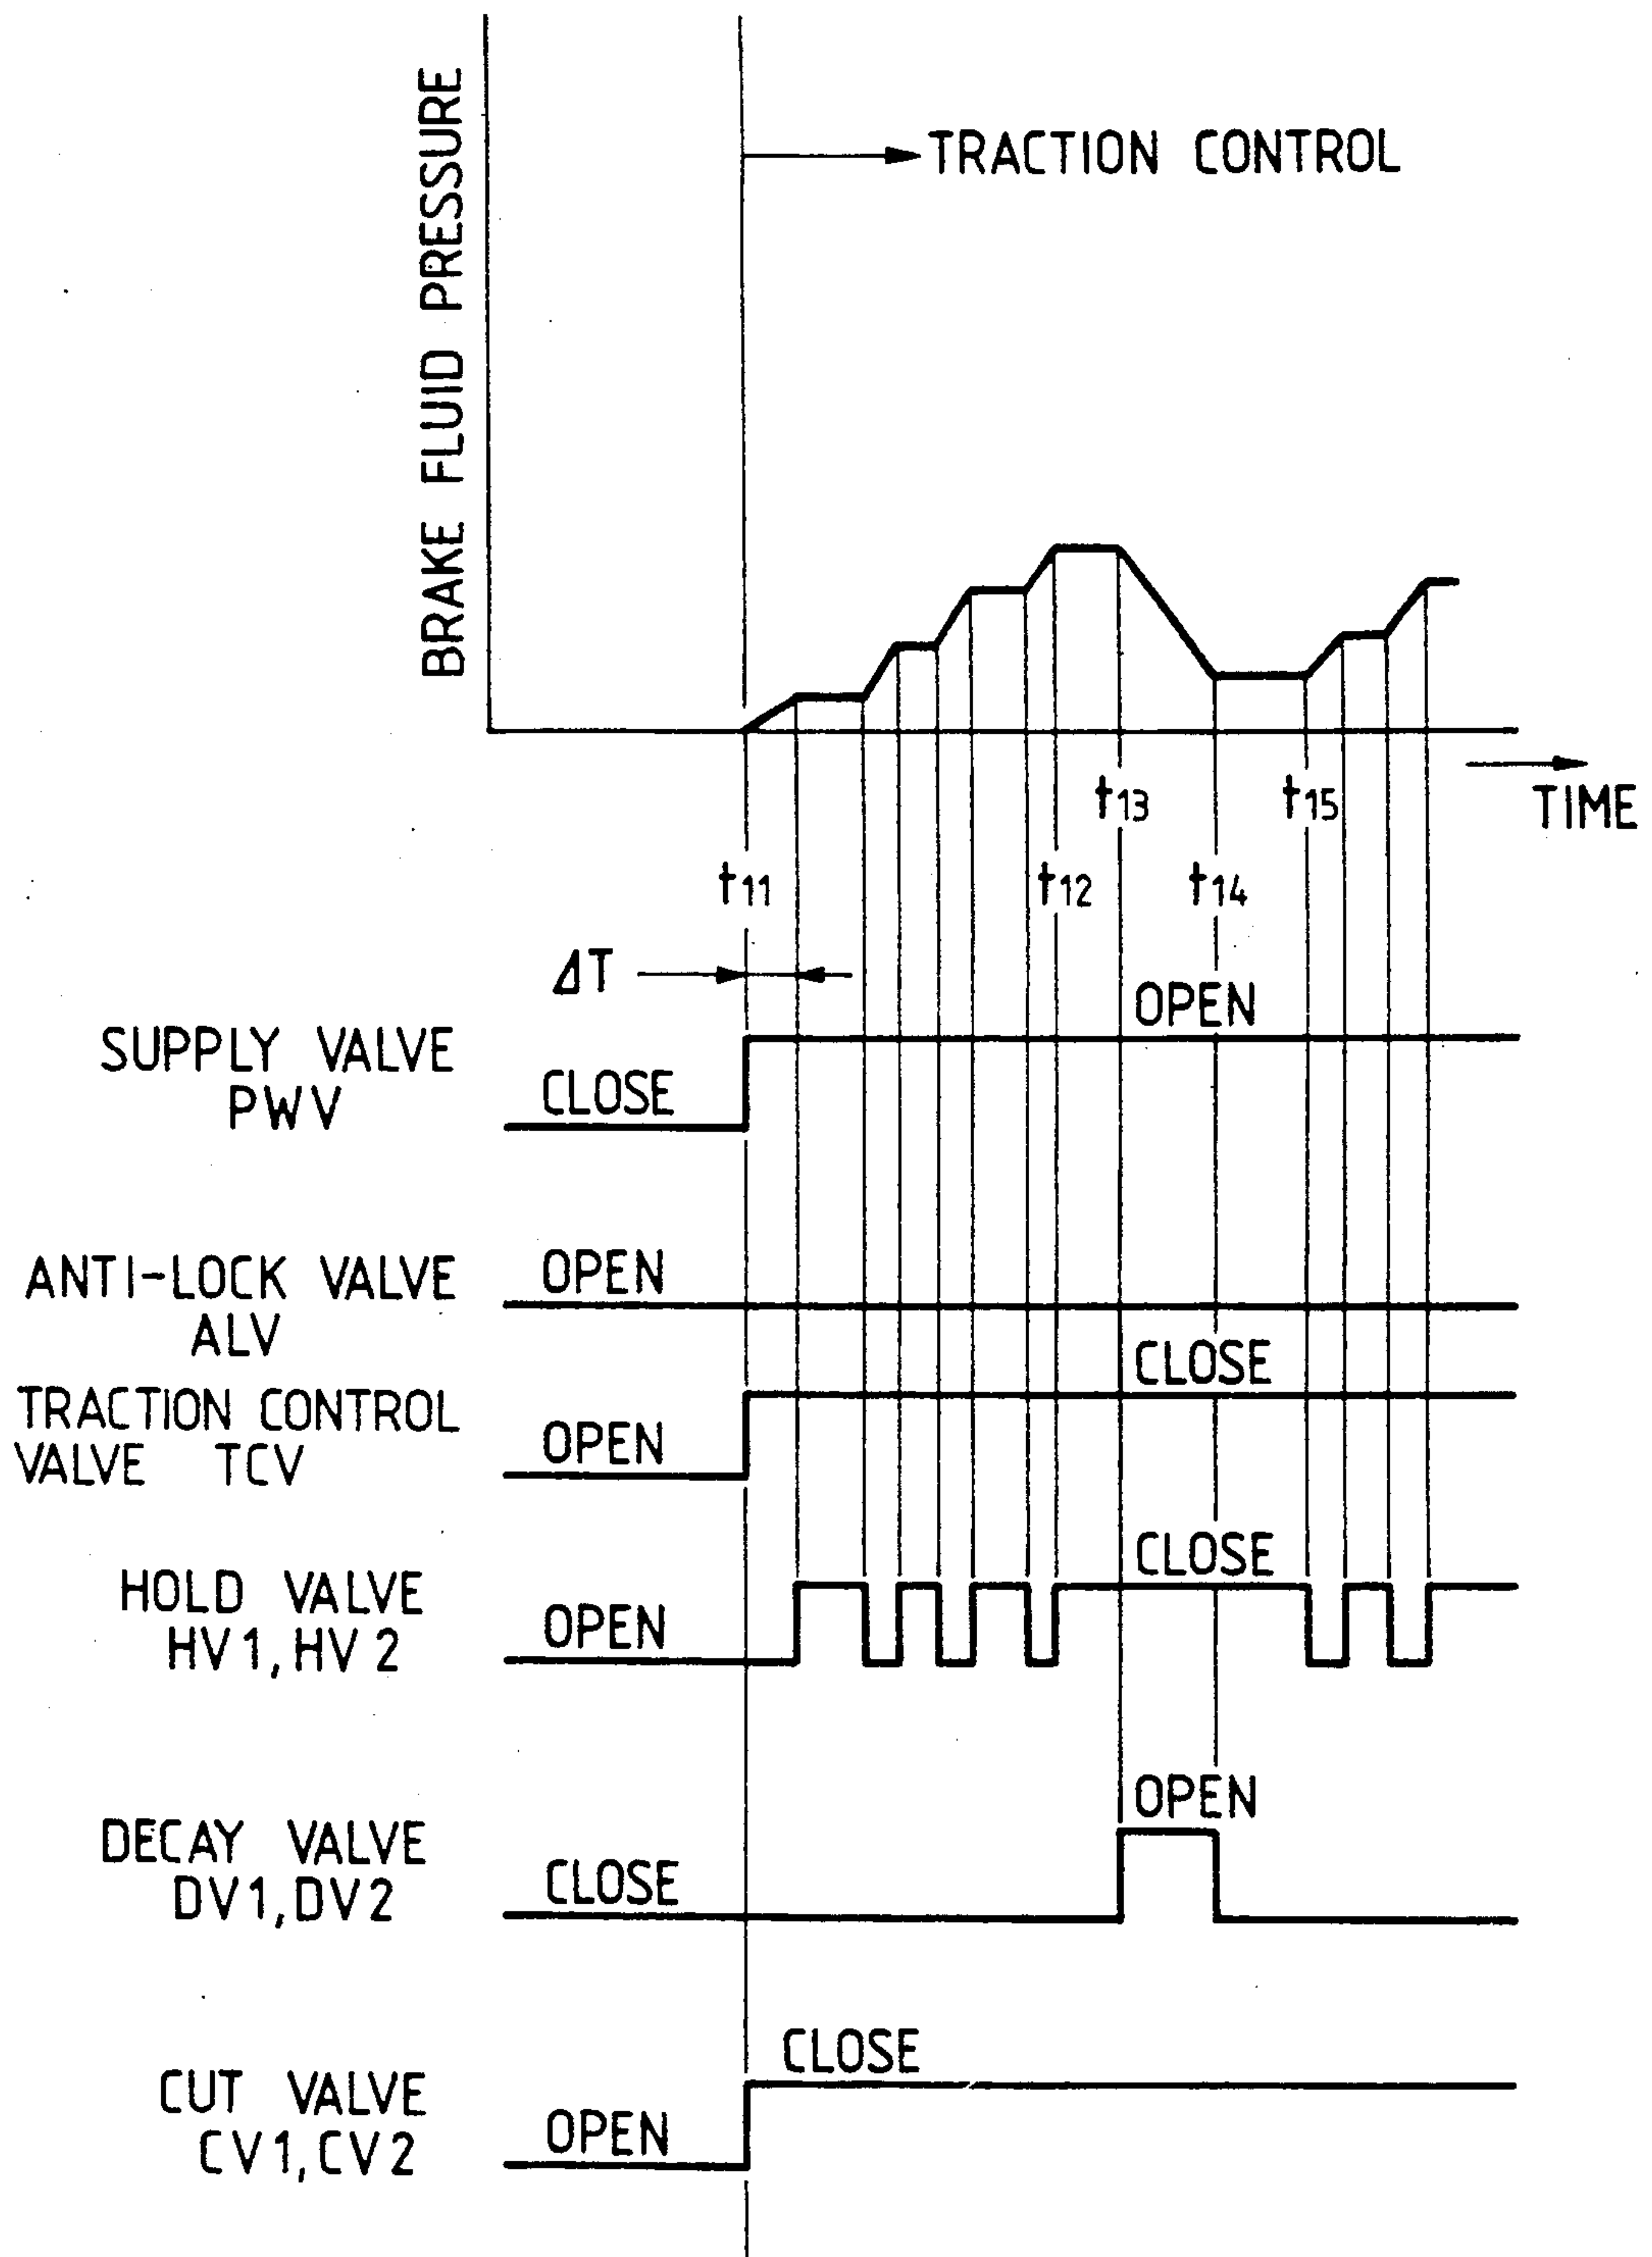 BRAKE FLUID PRESSURE
TRACTION CONTROL
TIME
t13
t15
t11
t12
t14
ΔT
OPEN
SUPPLY VALVE
PWV
CLOSE
ANTI-LOCK VALVE
ALV
OPEN
CLOSE
TRACTION CONTROL
VALVE TCV
OPEN
CLOSE
HOLD VALVE
HV1, HV2
OPEN
OPEN
DECAY VALVE
DV1, DV2
CLOSE
CLOSE
CUT VALVE
CV1, CV2
OPEN